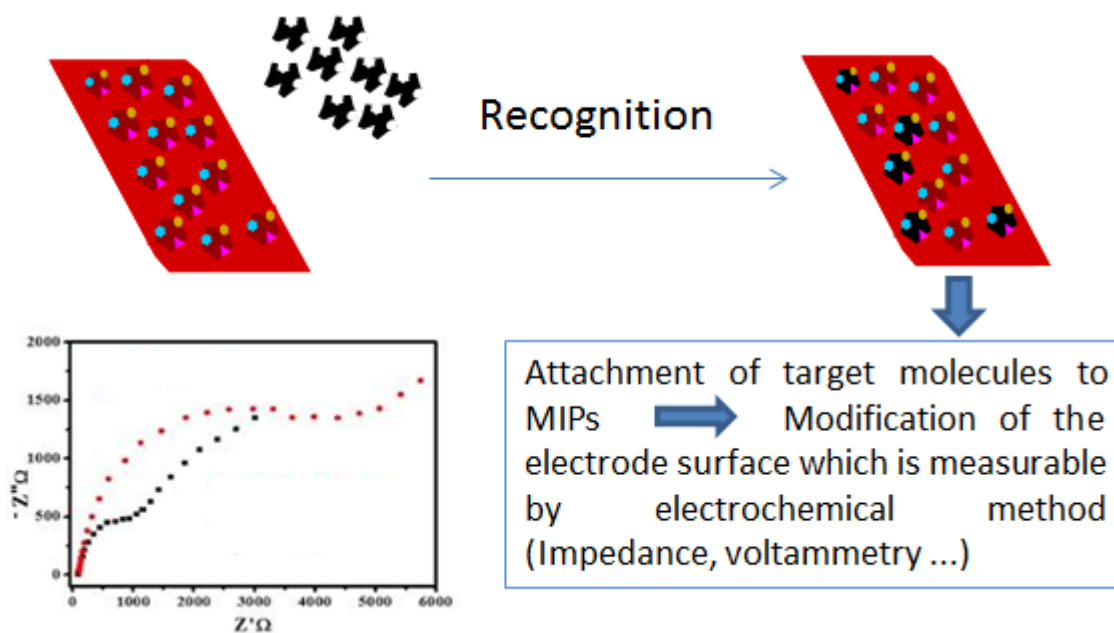 Recognition
Attachment of target molecules to
MIPs Modification of the
electrode surface which is measurable
by electrochemical method
(Impedance, voltammetry ...)
2000
1500
1000
500
0
- Z''Ω
0 1000 2000 3000 4000 5000 6000
Z'Ω